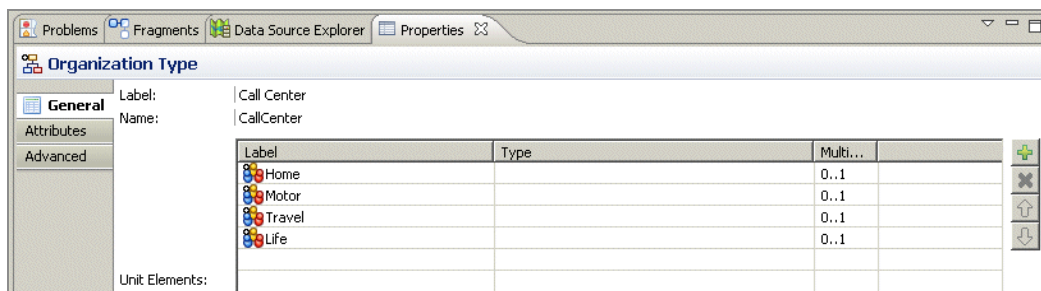 Problems Fragments Data Source Explorer Properties
Organization Type
General
Attributes
Advanced
Label: Call Center
Name: CallCenter
Label Type Multi...
Home 0..1
Motor 0..1
Travel 0..1
Life 0..1
Unit Elements: